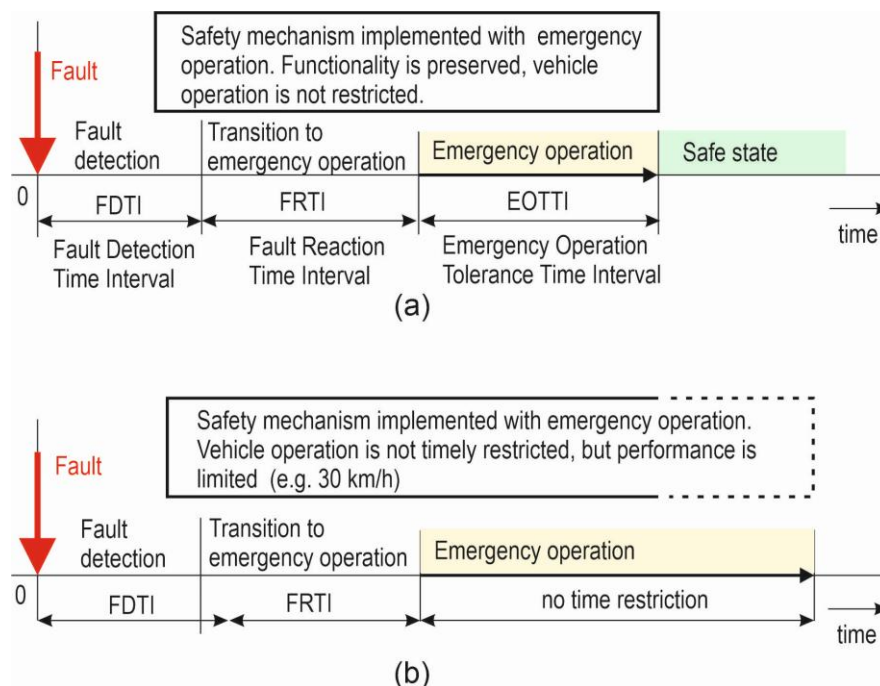 Safety mechanism implemented with emergency
operation. Functionality is preserved, vehicle
operation is not restricted.
Fault
Fault
detection
Transition to
emergency operation
Emergency operation
Safe state
0
FDTI
FRTI
EOTTI
time
Fault Detection
Time Interval
Fault Reaction
Time Interval
Emergency Operation
Tolerance Time Interval
(a)
Safety mechanism implemented with emergency operation.
Vehicle operation is not timely restricted, but performance is
limited (e.g. 30 km/h)
Fault
Fault
detection
Transition to
emergency operation
Emergency operation
0
FDTI
FRTI
no time restriction
time
(b)